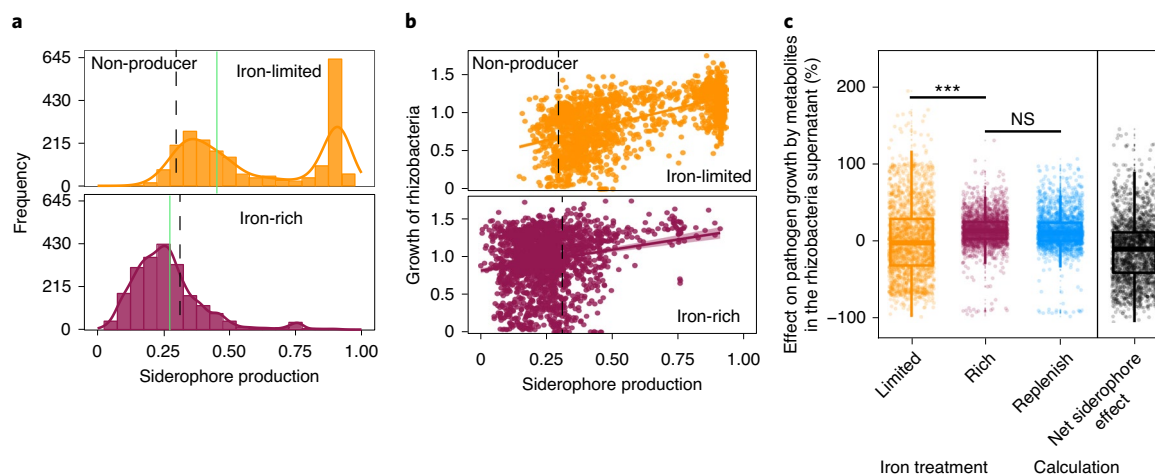 a
Frequency
645
430
215
0
Non-producer
Iron-limited
645
430
215
0
Iron-rich
0
0.25
0.50
0.75
1.00
Siderophore production
b
Growth of rhizobacteria
1.5
1.0
0.5
0
Non-producer
Iron-limited
1.5
1.0
0.5
0
Iron-rich
0
0.25
0.50
0.75
1.00
Siderophore production
c
Effect on pathogen growth by metabolites
in the rhizobacteria supernatant (%)
200
100
0
−100
***
NS
Limited
Rich
Replenish
Net siderophore
effect
Iron treatment
Calculation